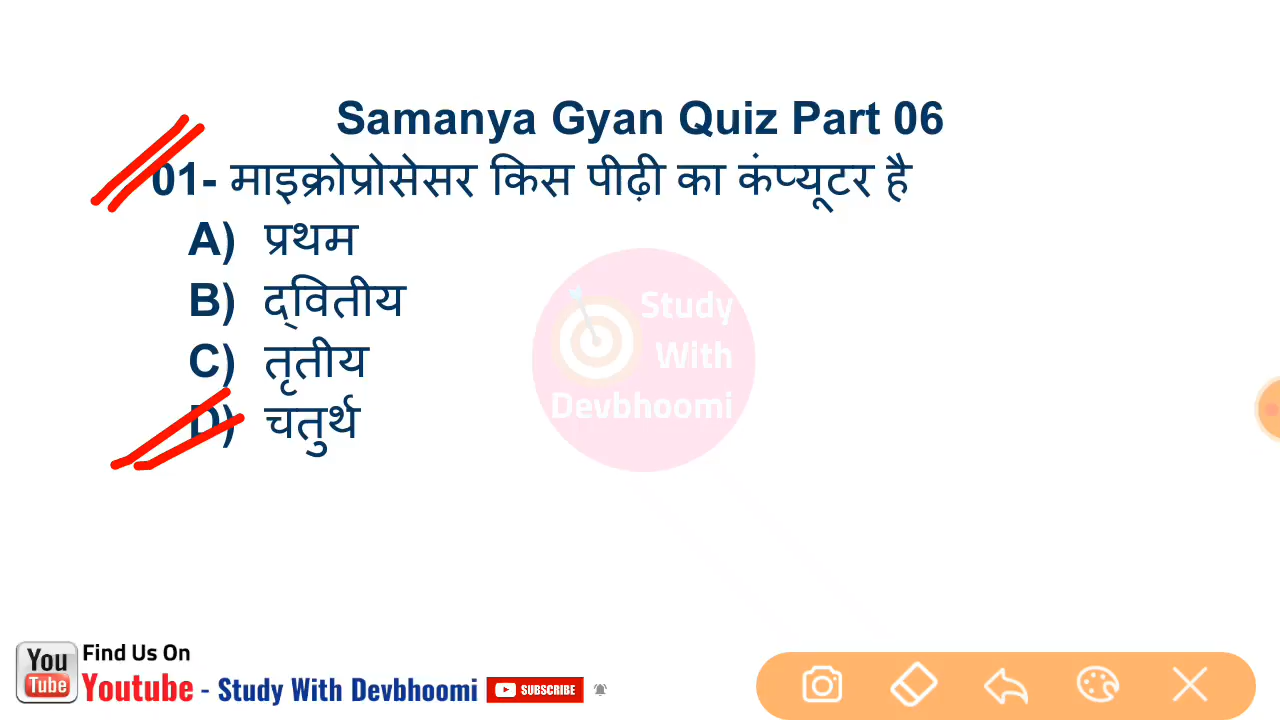 Samanya Gyan Quiz Part 06
01- माइक्रोप्रोसेसर किस पीढ़ी का कंप्यूटर है
A) प्रथम
B) द्वितीय
C) तृतीय
D) चतुर्थ
Study
With
Devbhoomi
You
Tube
Find Us On
Youtube - Study With Devbhoomi
SUBSCRIBE